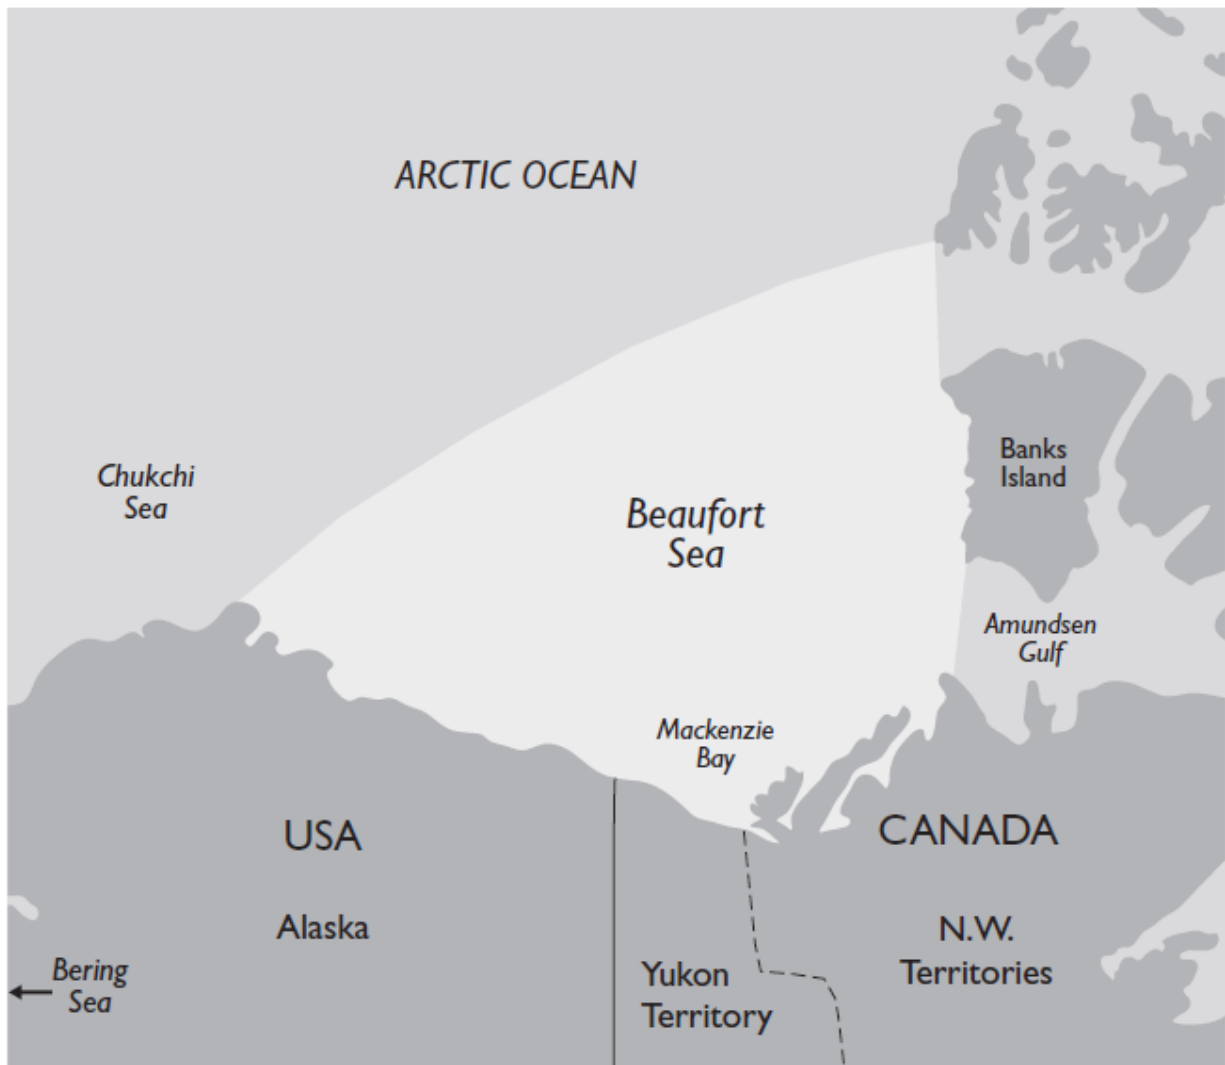 ARCTIC OCEAN
Chukchi
Sea
Beaufort
Sea
Banks
Island
Amundsen
Gulf
Mackenzie
Bay
USA
CANADA
Alaska
N.W.
Territories
Bering
Sea
Yukon
Territory